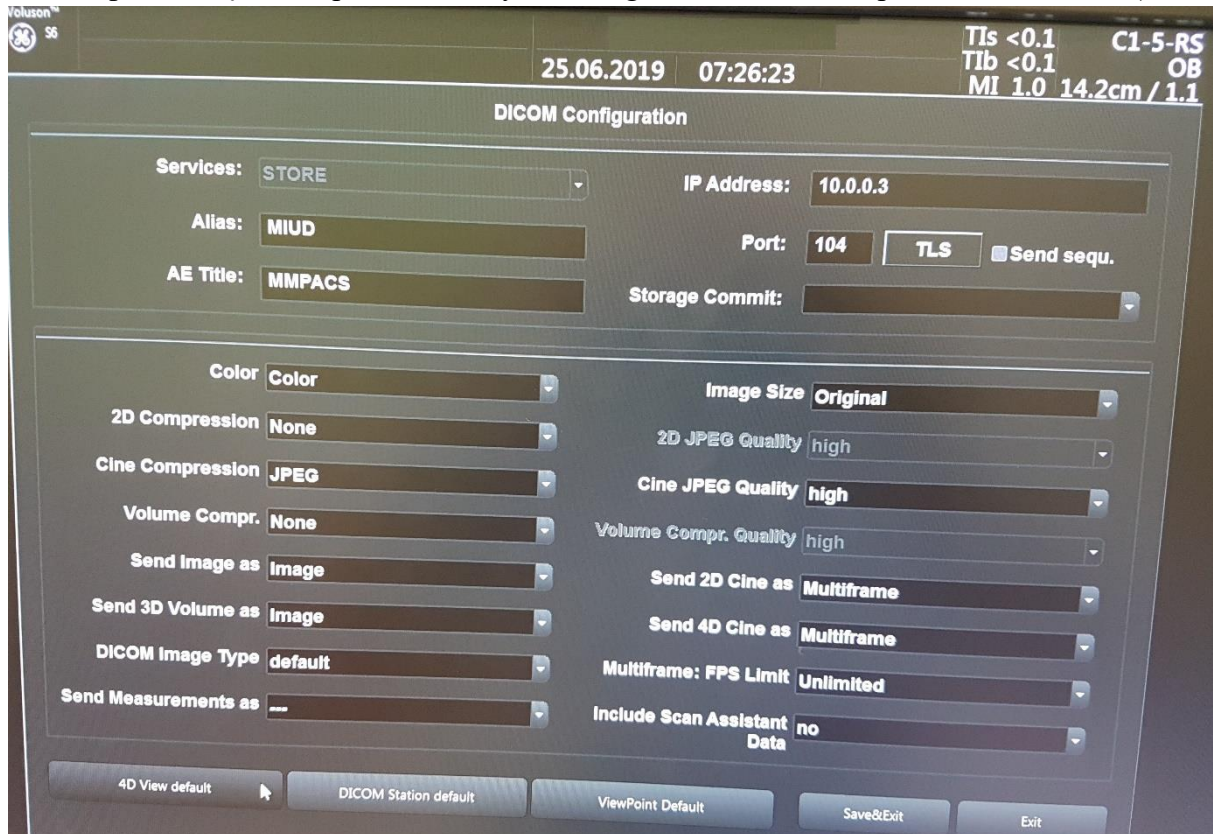 Voluson™
S6
TIs <0.1 C1-5-RS
TIb <0.1 OB
25.06.2019 07:26:23 MI 1.0 14.2cm / 1.1
DICOM Configuration
Services: STORE IP Address: 10.0.0.3
Alias: MIUD Port: 104 TLS Send sequ.
AE Title: MMPACS Storage Commit:
Color Color Image Size Original
2D Compression None 2D JPEG Quality high
Cine Compression JPEG Cine JPEG Quality high
Volume Compr. None Volume Compr. Quality high
Send Image as Image Send 2D Cine as Multiframe
Send 3D Volume as Image Send 4D Cine as Multiframe
DICOM Image Type default Multiframe: FPS Limit Unlimited
Send Measurements as --- Include Scan Assistant Data no
4D View default DICOM Station default ViewPoint Default Save&Exit Exit